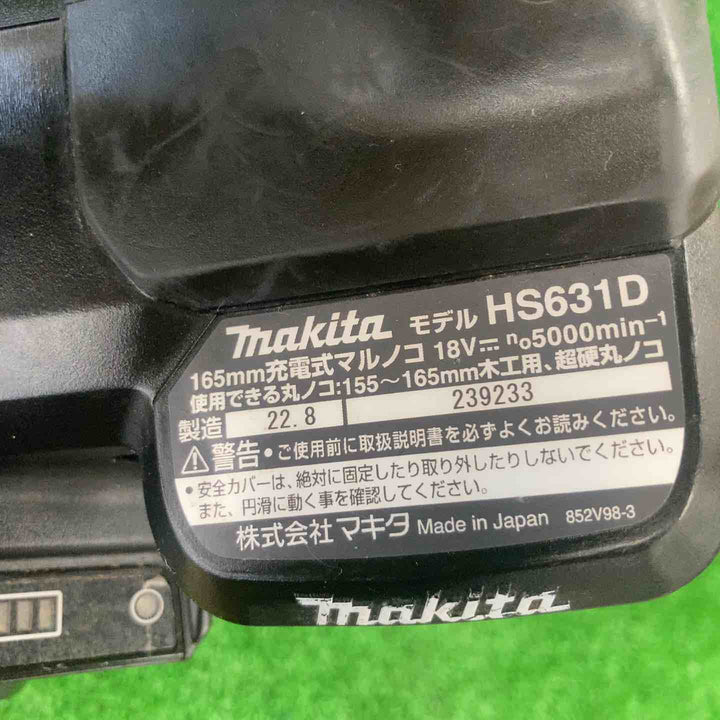 makita モデル HS631D
165mm充電式マルノコ 18V⎓ n₀5000min⁻¹
使用できる丸ノコ:155～165mm木工用、超硬丸ノコ
製造 22.8 239233
⚠警告 •ご使用前に取扱説明書を必ずよくお読みください。
•安全カバーは、絶対に固定したり取り外したりしないでください。
また、円滑に動く事を確認してください。
株式会社マキタ Made in Japan 852V98-3
makita